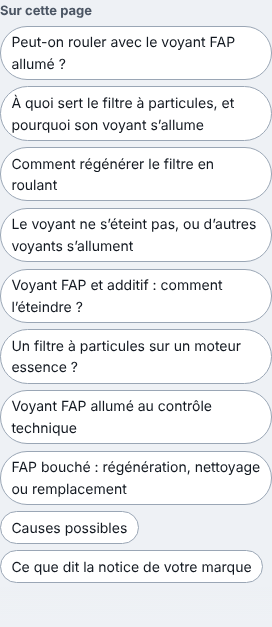 Sur cette page
Peut-on rouler avec le voyant FAP
allumé ?
À quoi sert le filtre à particules, et
pourquoi son voyant s’allume
Comment régénérer le filtre en
roulant
Le voyant ne s’éteint pas, ou d’autres
voyants s’allument
Voyant FAP et additif : comment
l’éteindre ?
Un filtre à particules sur un moteur
essence ?
Voyant FAP allumé au contrôle
technique
FAP bouché : régénération, nettoyage
ou remplacement
Causes possibles
Ce que dit la notice de votre marque